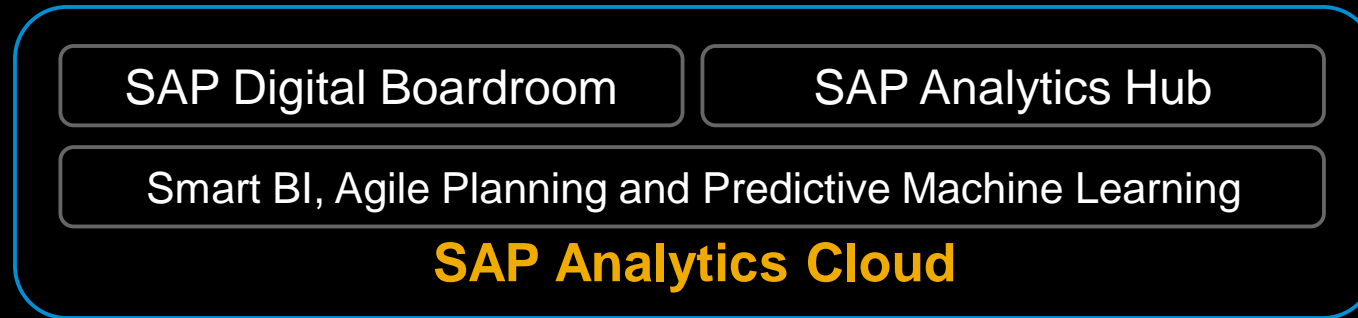 SAP Digital Boardroom
SAP Analytics Hub
Smart BI, Agile Planning and Predictive Machine Learning
SAP Analytics Cloud